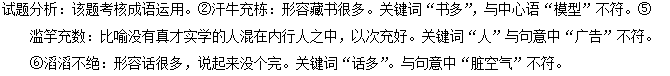 试题分析：该题考核成语运用。②汗牛充栋：形容藏书很多。关键词“书多”，与中心语“模型”不符。⑤
滥竽充数：比喻没有真才实学的人混在内行人之中，以次充好。关键词“人”与句意中“广告”不符。
⑥滔滔不绝：形容话很多，说起来没个完。关键词“话多”。与句意中“脏空气”不符。